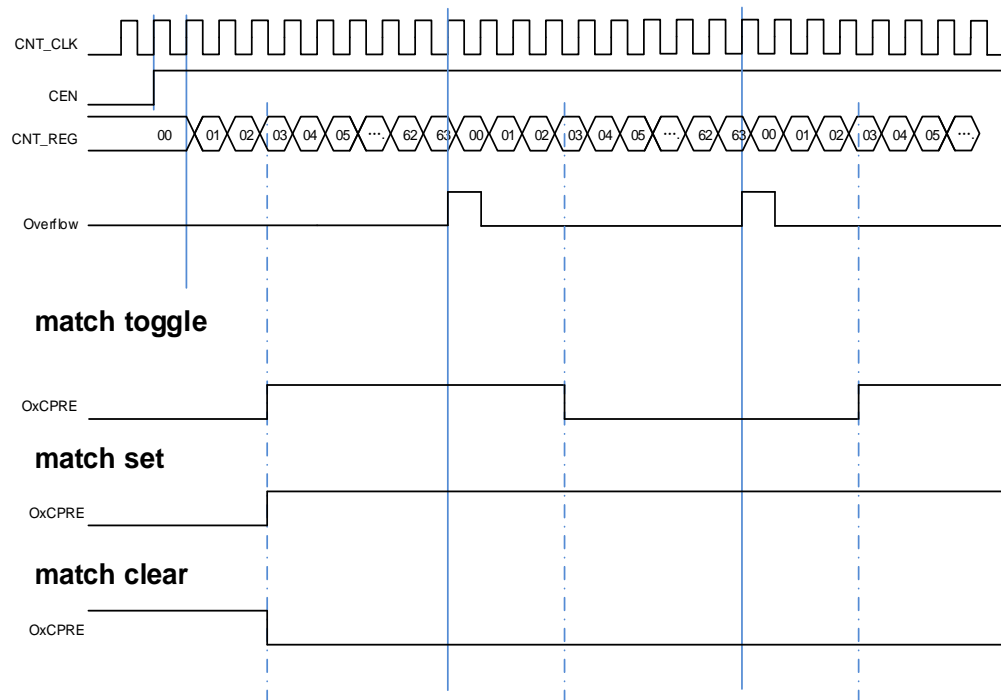 CNT_CLK
CEN
CNT_REG 00 01 02 03 04 05 .... 62 63 00 01 02 03 04 05 .... 62 63 00 01 02 03 04 05 ....
Overflow
match toggle
OxCPRE
match set
OxCPRE
match clear
OxCPRE